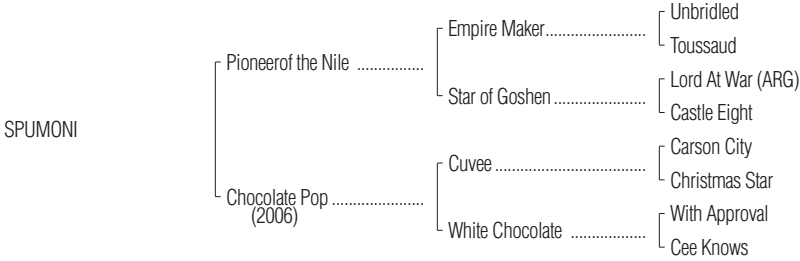 Unbridled
Empire Maker......................
Toussaud
Pioneerof the Nile ................
Lord At War (ARG)
Star of Goshen ......................
Castle Eight
SPUMONI
Carson City
Cuvee ....................................
Christmas Star
Chocolate Pop ......................
(2006)
With Approval
White Chocolate ..................
Cee Knows